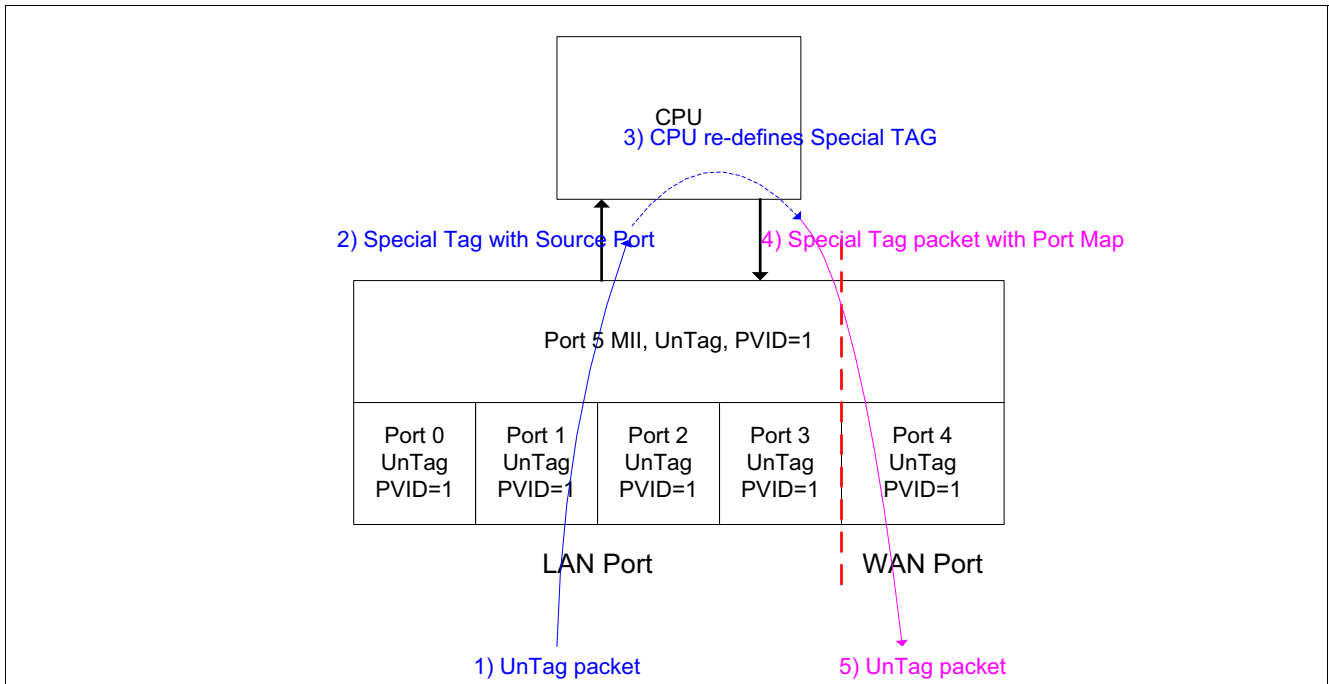 CPU
3) CPU re-defines Special TAG
2) Special Tag with Source Port
4) Special Tag packet with Port Map
Port 5 MII, UnTag, PVID=1
Port 0
UnTag
PVID=1
Port 1
UnTag
PVID=1
Port 2
UnTag
PVID=1
Port 3
UnTag
PVID=1
Port 4
UnTag
PVID=1
LAN Port
WAN Port
1) UnTag packet
5) UnTag packet